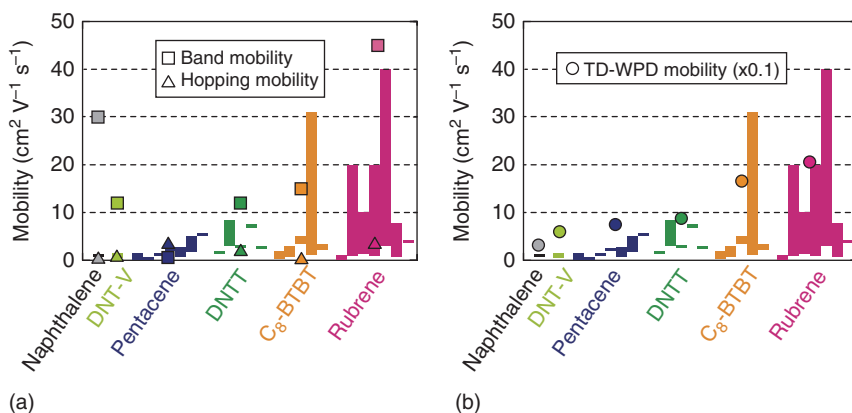 50
40
30
20
10
0
Mobility (cm² V⁻¹ s⁻¹)
Band mobility
Hopping mobility
Naphthalene
DNT-V
Pentacene
DNTT
C₈-BTBT
Rubrene
(a)
50
40
30
20
10
0
Mobility (cm² V⁻¹ s⁻¹)
TD-WPD mobility (x0.1)
Naphthalene
DNT-V
Pentacene
DNTT
C₈-BTBT
Rubrene
(b)